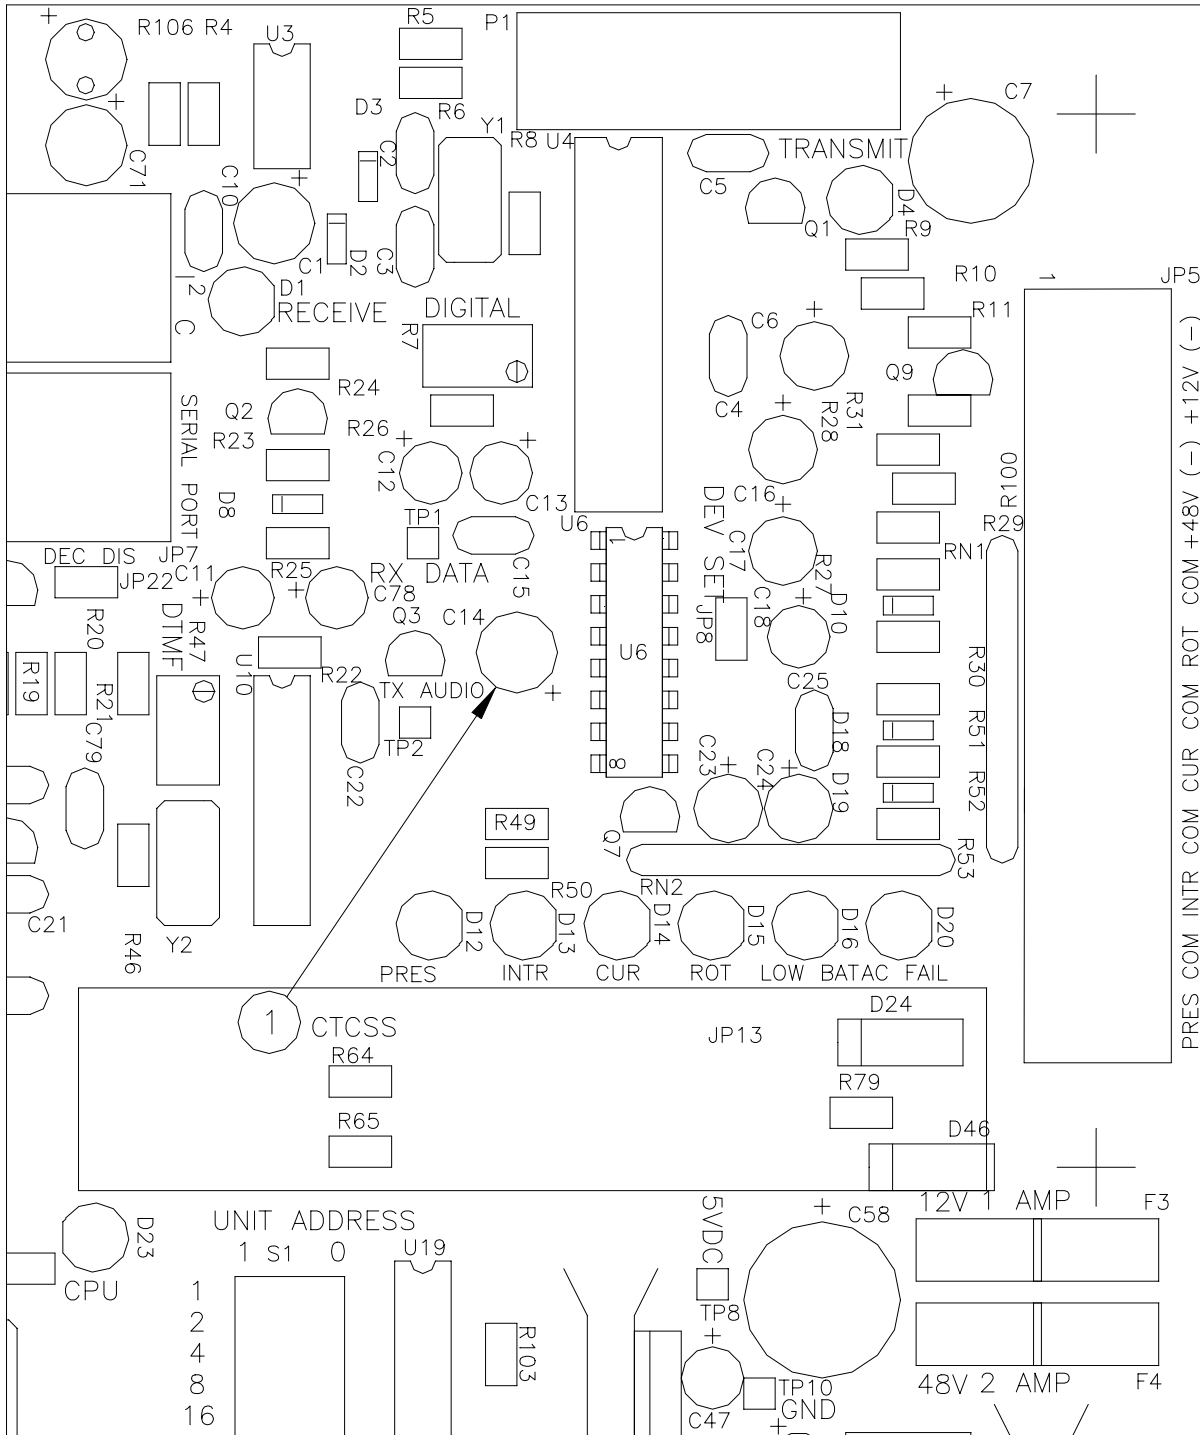 R106 R4
U3
R5
P1
C7
R6
D3
Y1
R8
U4
C2
C71
TRANSMIT
C5
C10
Q1
D4
R9
C1
D2
C3
D1
I2C
RECEIVE
DIGITAL
R7
C6
R10
R11
1
JP5
Q9
R24
C4
Q2
R26
R23
SERIAL PORT
R31
R28
C12
C13
C16
R100
D8
TP1
U6
DEV SET
R29
1
C17
RN1
DEC DIS
JP7
JP22
C11
R25
RX DATA
C15
C78
R27
D10
C18
JP8
R20
R47
DTMF
Q3
C14
U6
R19
R21
U10
R22
TX AUDIO
C25
R30
C79
TP2
C22
8
C23
C24
D18
R51
D19
R52
R49
Q7
R53
C21
R46
Y2
R50
RN2
D12
D13
D14
D15
D16
D20
PRES
INTR
CUR
ROT
LOW BAT
AC FAIL
PRES COM INTR COM CUR COM ROT COM +48V (-) +12V (-)
1
CTCSS
D24
JP13
R64
R79
R65
D46
12V 1 AMP
F3
5VDC
C58
D23
UNIT ADDRESS
1 S1 0
U19
CPU
1
2
4
8
16
TP8
R103
TP10
GND
C47
48V 2 AMP
F4